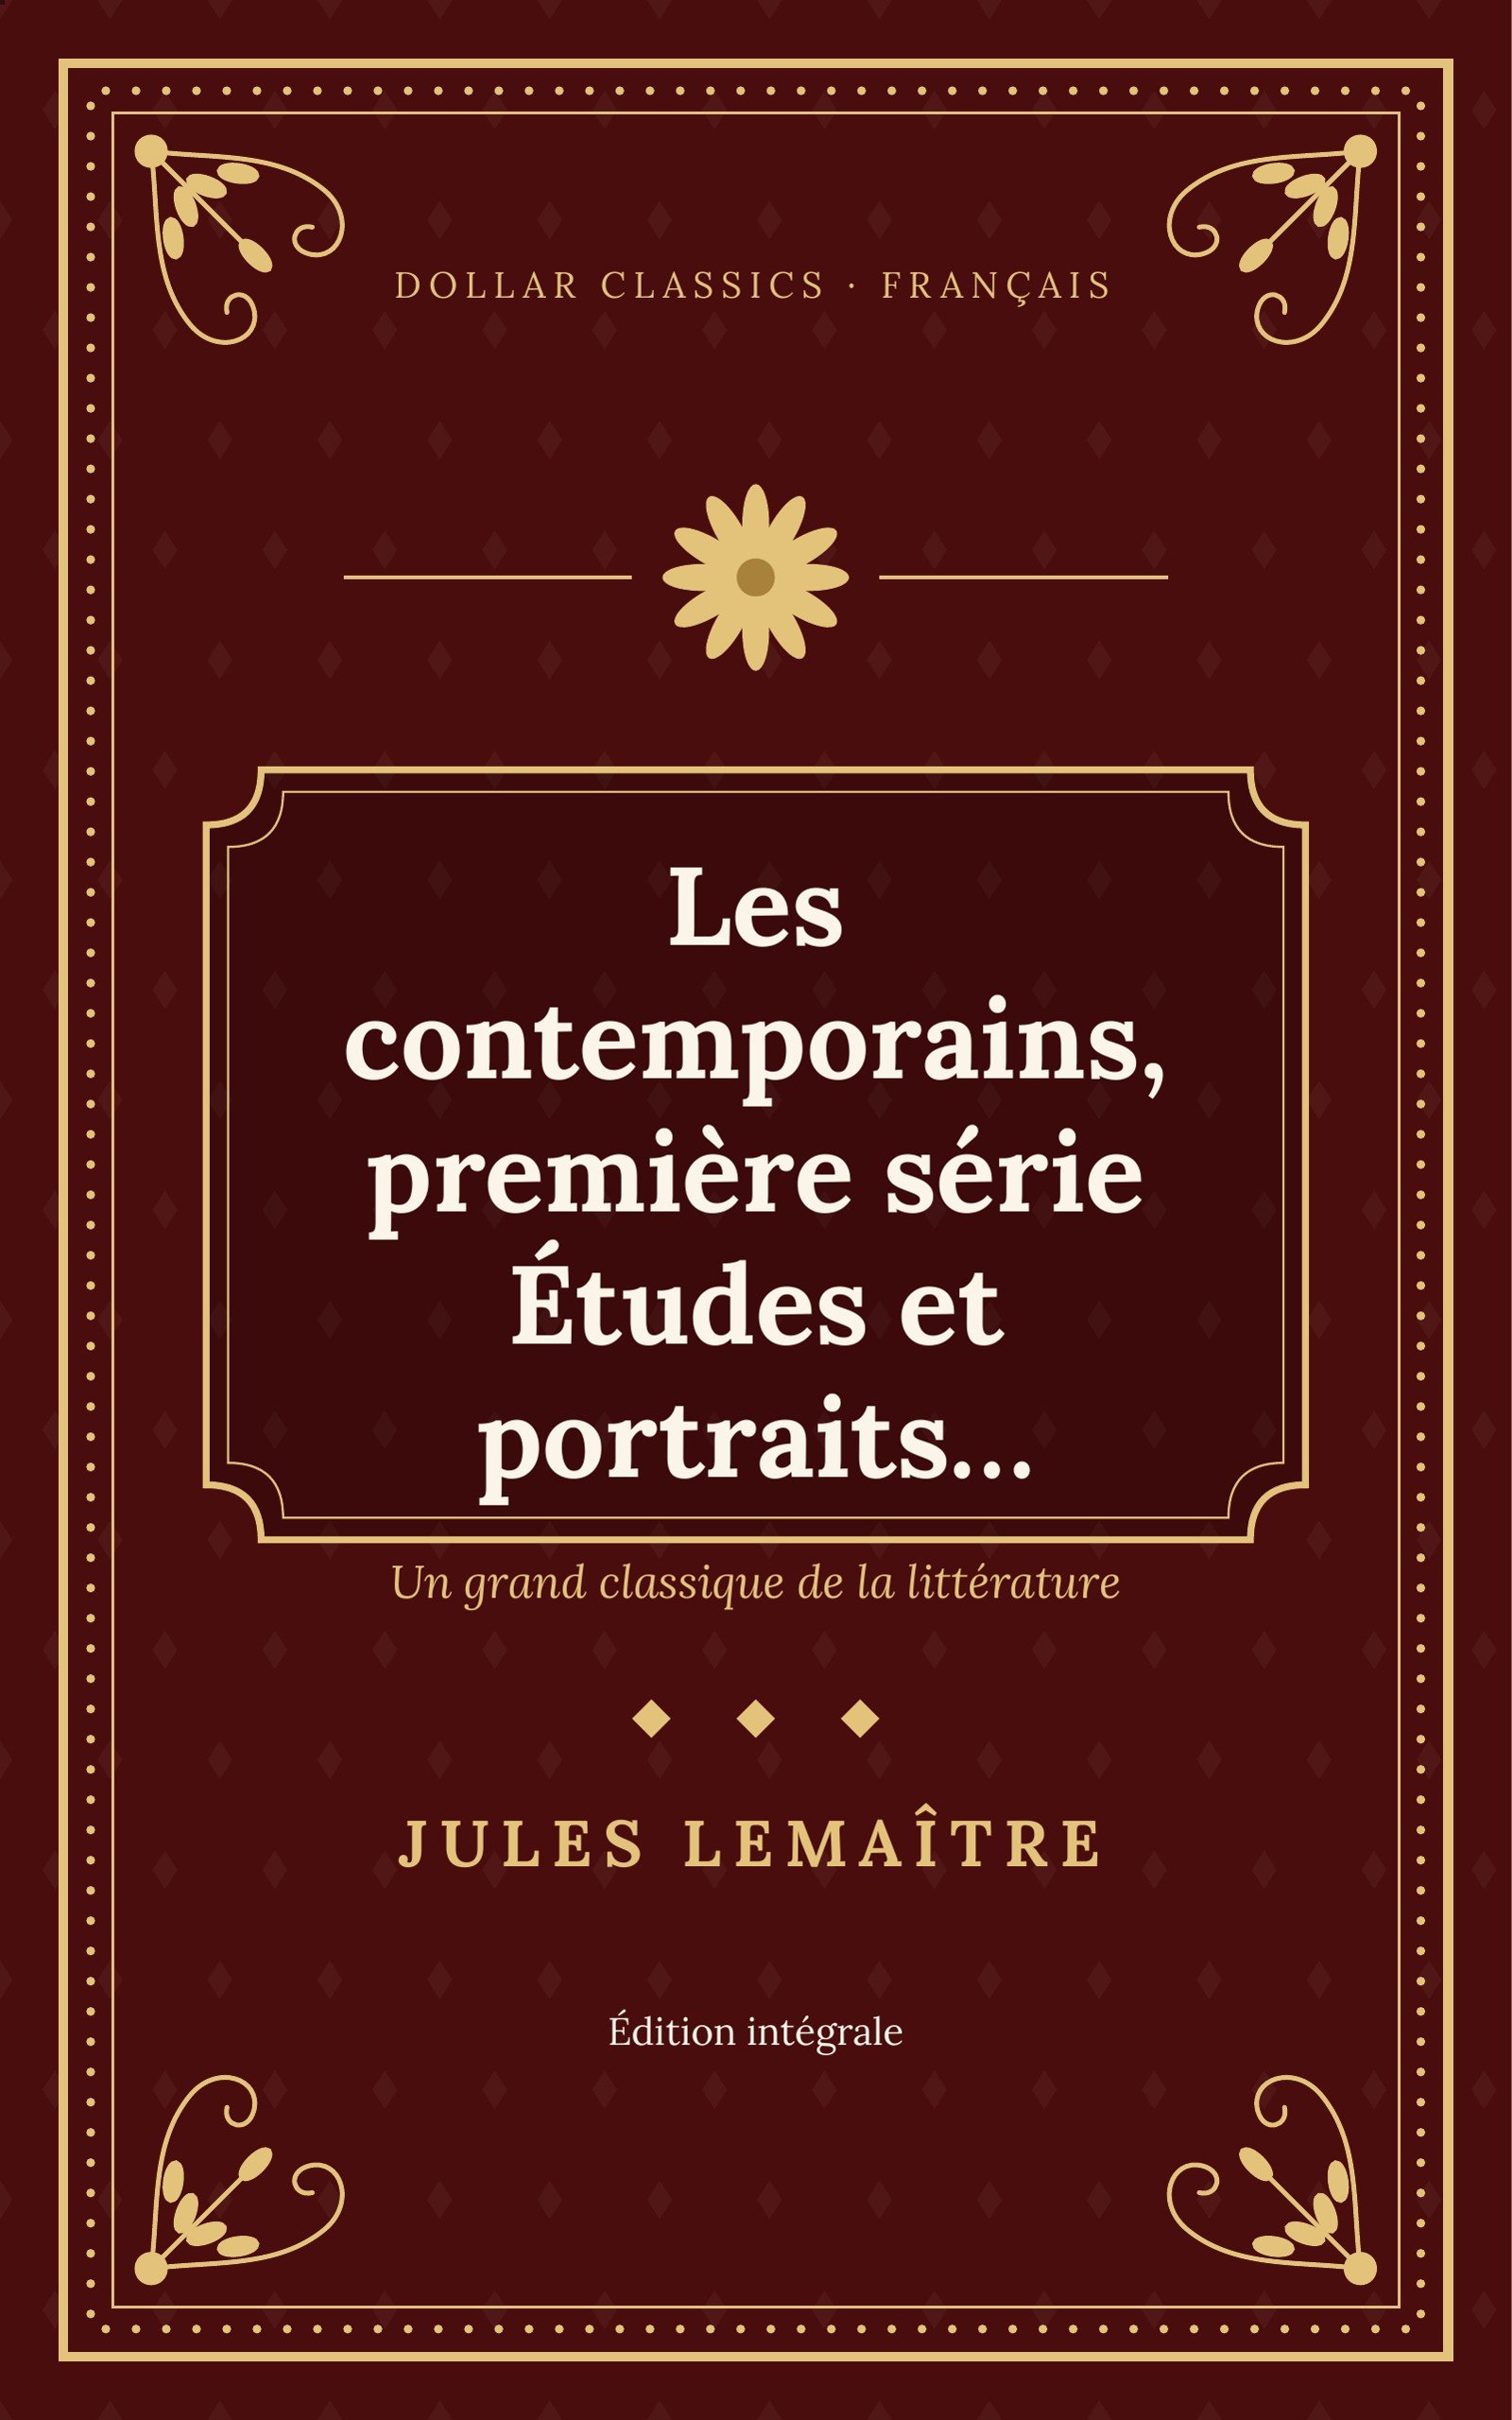 DOLLAR CLASSICS · FRANÇAIS
Les
contemporains,
première série
Études et
portraits...
Un grand classique de la littérature
JULES LEMAÎTRE
Édition intégrale